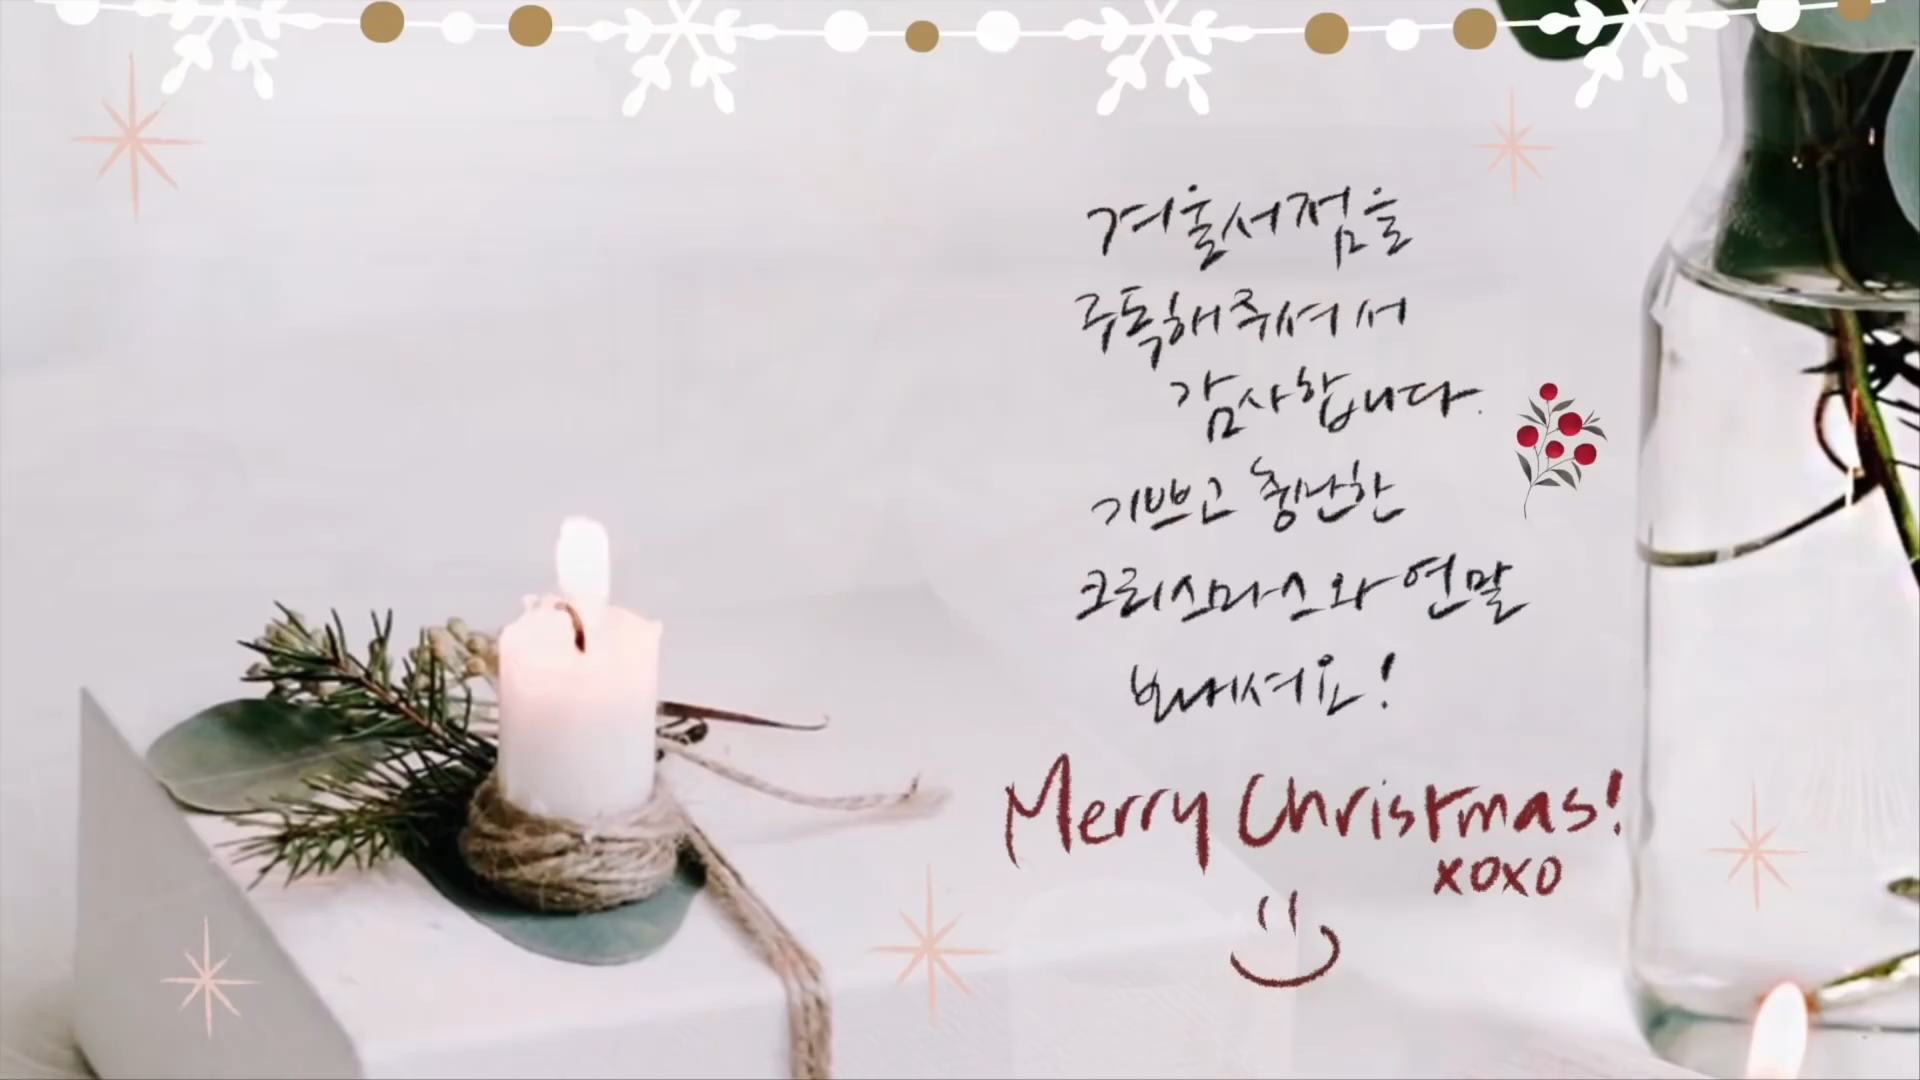 겨울서점을
구독해주셔서
감사합니다.
기쁘고 충만한
크리스마스와 연말
보내셔요!
Merry Christmas!
xoxo